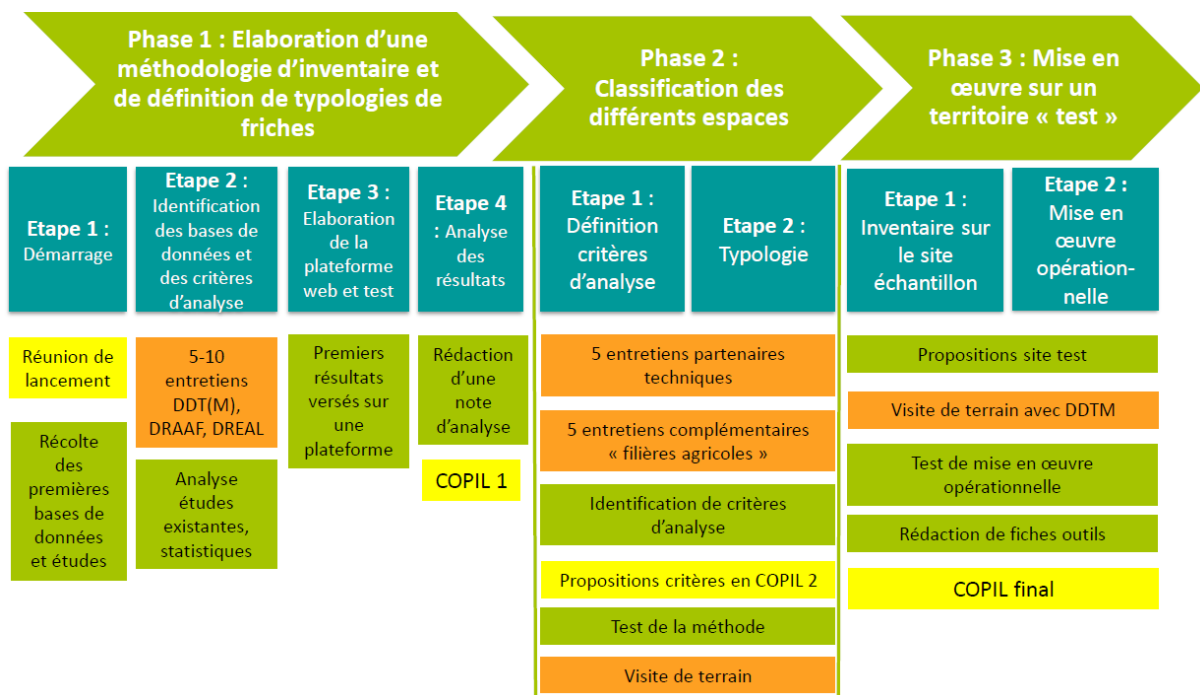 Phase 1 : Elaboration d’une
méthodologie d’inventaire et
de définition de typologies de
friches
Phase 2 :
Classification des
différents espaces
Phase 3 : Mise en
œuvre sur un
territoire « test »
Etape 1 :
Démarrage
Etape 2 :
Identification
des bases de
données et
des critères
d’analyse
Etape 3 :
Elaboration
de la
plateforme
web et test
Etape 4
: Analyse
des
résultats
Etape 1 :
Définition
critères
d’analyse
Etape 2 :
Typologie
Etape 1 :
Inventaire sur
le site
échantillon
Etape 2 :
Mise en
œuvre
opération-
nelle
Réunion de
lancement
Récolte
des
premières
bases de
données
et études
5-10
entretiens
DDT(M),
DRAAF, DREAL
Analyse
études
existantes,
statistiques
Premiers
résultats
versés sur
une
plateforme
Rédaction
d’une
note
d’analyse
COPIL 1
5 entretiens partenaires
techniques
5 entretiens complémentaires
« filières agricoles »
Identification de critères
d’analyse
Propositions critères en COPIL 2
Test de la méthode
Visite de terrain
Propositions site test
Visite de terrain avec DDTM
Test de mise en œuvre
opérationnelle
Rédaction de fiches outils
COPIL final